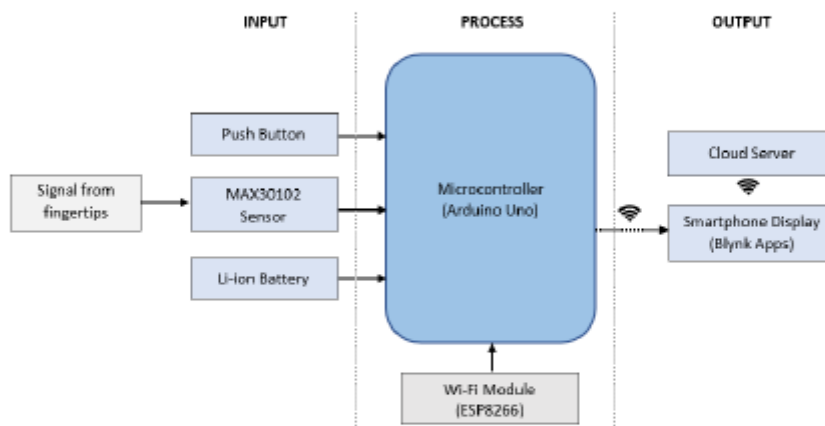 INPUT
PROCESS
OUTPUT
Push Button
Signal from
fingertips
MAX30102
Sensor
Li-ion Battery
Microcontroller
(Arduino Uno)
Wi-Fi Module
(ESP8266)
Cloud Server
Smartphone Display
(Blynk Apps)